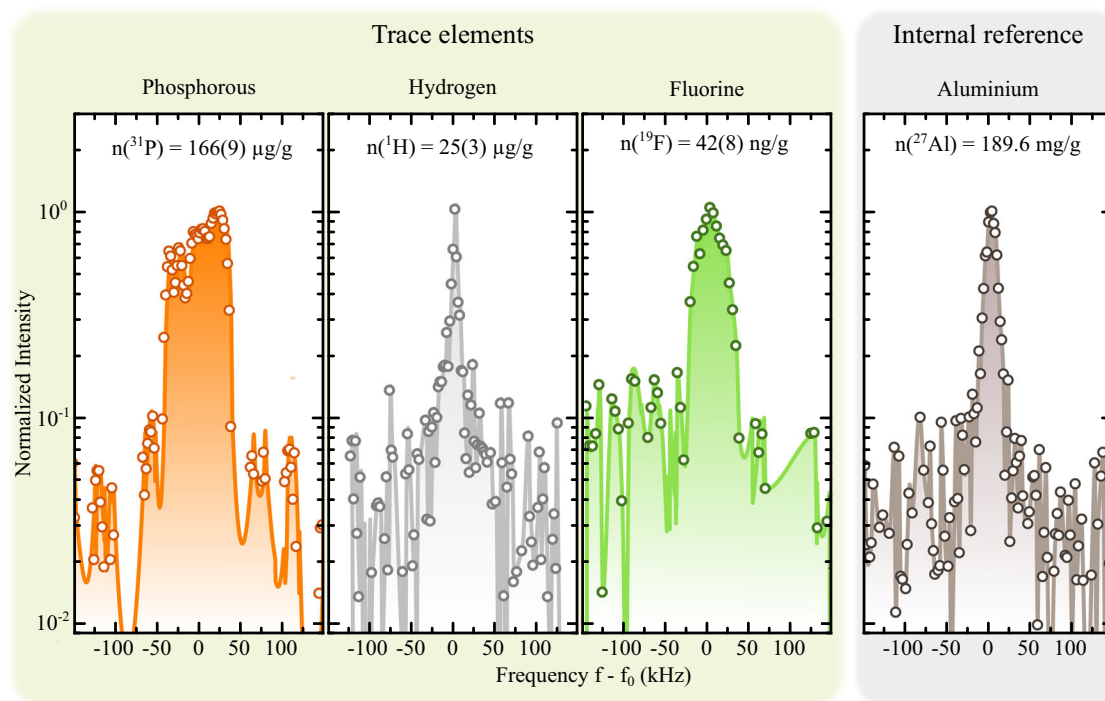 Trace elements
Internal reference
Phosphorous
Hydrogen
Fluorine
Aluminium
n(³¹P) = 166(9) µg/g
n(¹H) = 25(3) µg/g
n(¹⁹F) = 42(8) ng/g
n(²⁷Al) = 189.6 mg/g
Normalized Intensity
10⁰
10⁻¹
10⁻²
-100 -50 0 50 100
-100 -50 0 50 100
-100 -50 0 50 100
-100 -50 0 50 100
Frequency f - f₀ (kHz)